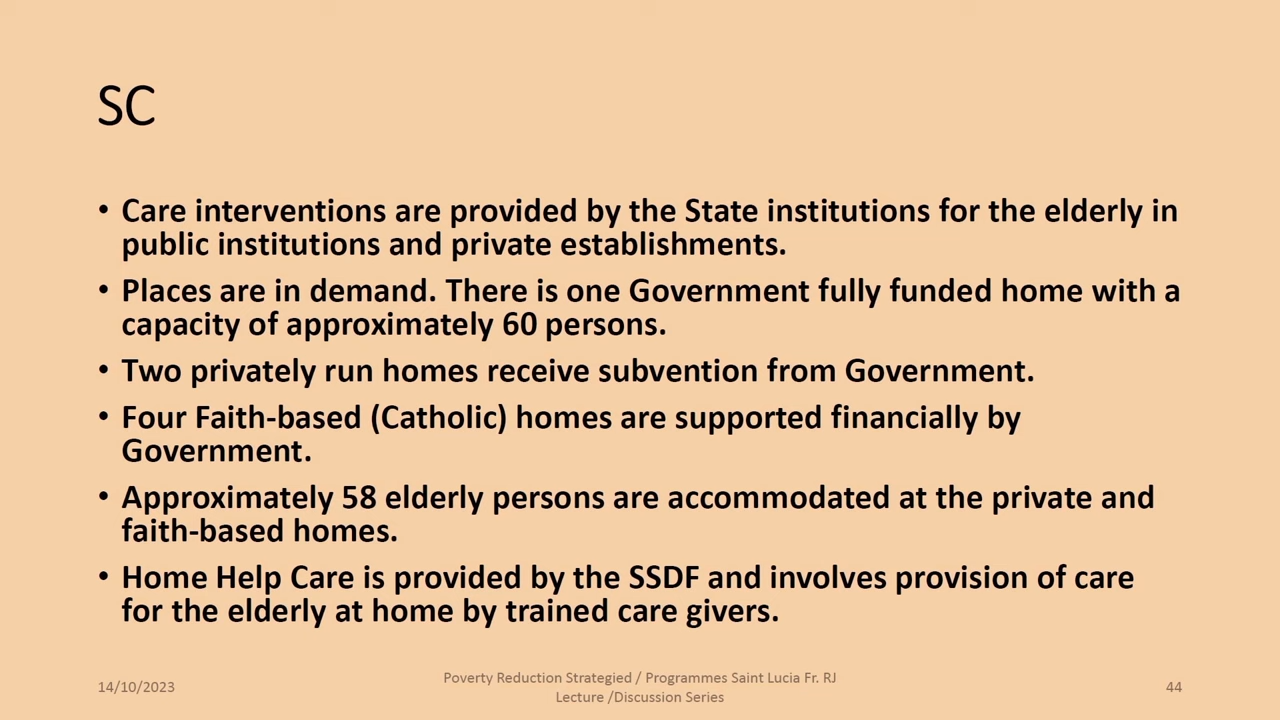 SC
• Care interventions are provided by the State institutions for the elderly in
public institutions and private establishments.
• Places are in demand. There is one Government fully funded home with a
capacity of approximately 60 persons.
• Two privately run homes receive subvention from Government.
• Four Faith-based (Catholic) homes are supported financially by
Government.
• Approximately 58 elderly persons are accommodated at the private and
faith-based homes.
• Home Help Care is provided by the SSDF and involves provision of care
for the elderly at home by trained care givers.
14/10/2023
Poverty Reduction Strategied / Programmes Saint Lucia Fr. RJ
Lecture /Discussion Series
44